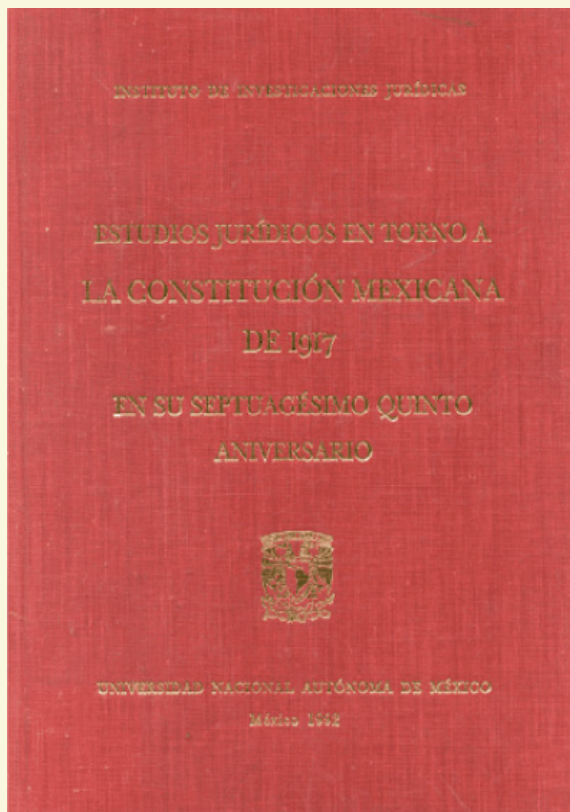 INSTITUTO DE INVESTIGACIONES JURÍDICAS
ESTUDIOS JURÍDICOS EN TORNO A
LA CONSTITUCIÓN MEXICANA
DE 1917
EN SU SEPTUAGÉSIMO QUINTO
ANIVERSARIO
UNIVERSIDAD NACIONAL AUTÓNOMA DE MÉXICO
México 1992